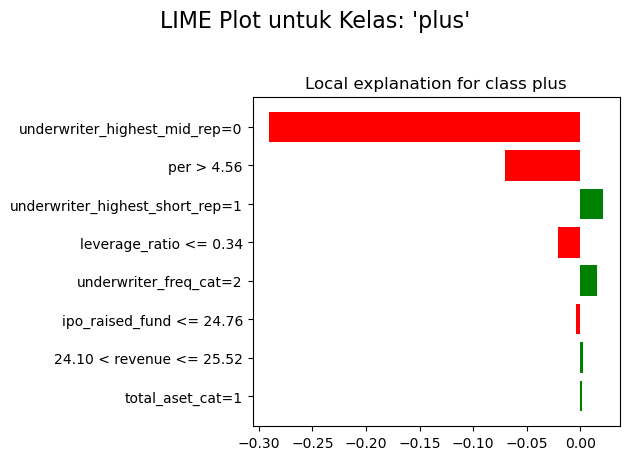 LIME Plot untuk Kelas: 'plus'
Local explanation for class plus
underwriter_highest_mid_rep=0
per > 4.56
underwriter_highest_short_rep=1
leverage_ratio <= 0.34
underwriter_freq_cat=2
ipo_raised_fund <= 24.76
24.10 < revenue <= 25.52
total_aset_cat=1
−0.30 −0.25 −0.20 −0.15 −0.10 −0.05 0.00